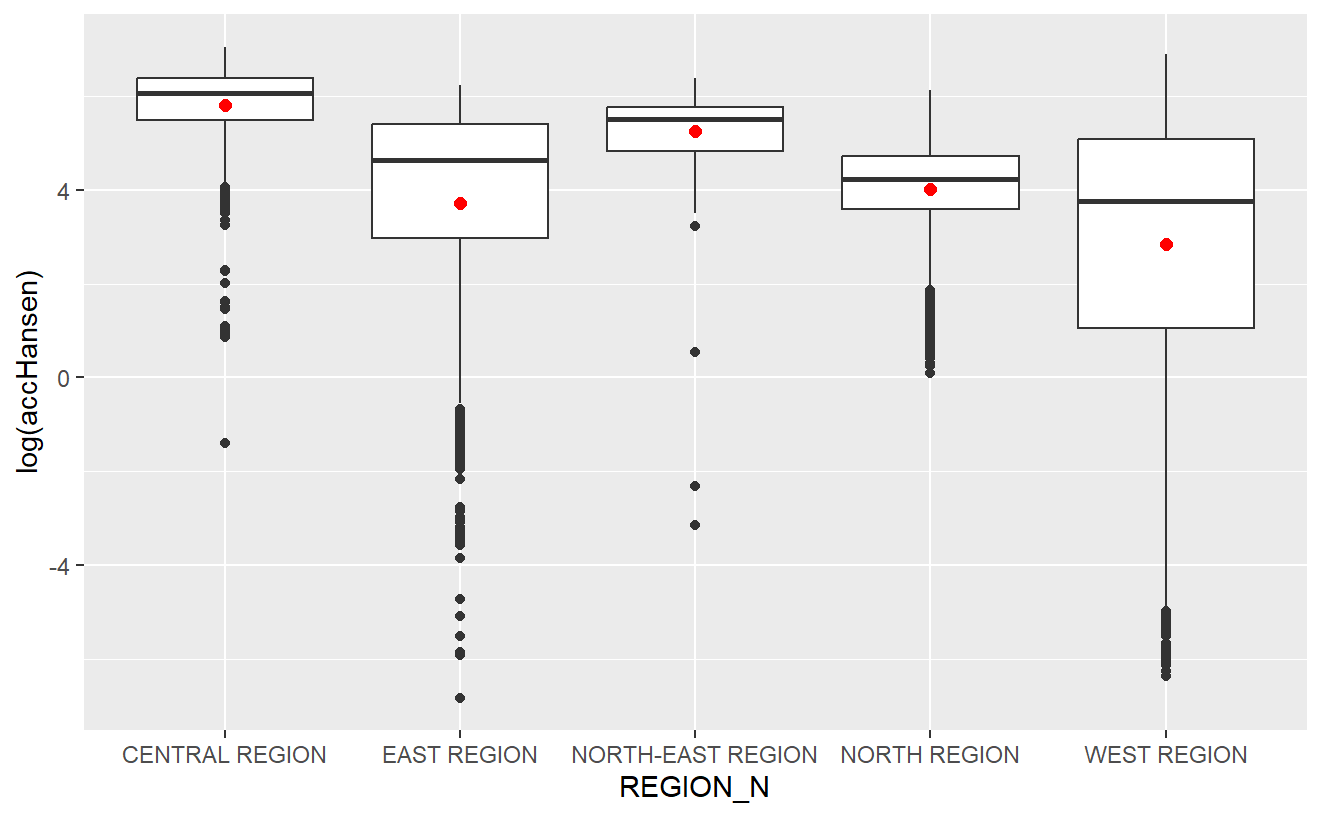 log(accHansen)
4
0
-4
CENTRAL REGION
EAST REGION
NORTH-EAST REGION
NORTH REGION
WEST REGION
REGION_N